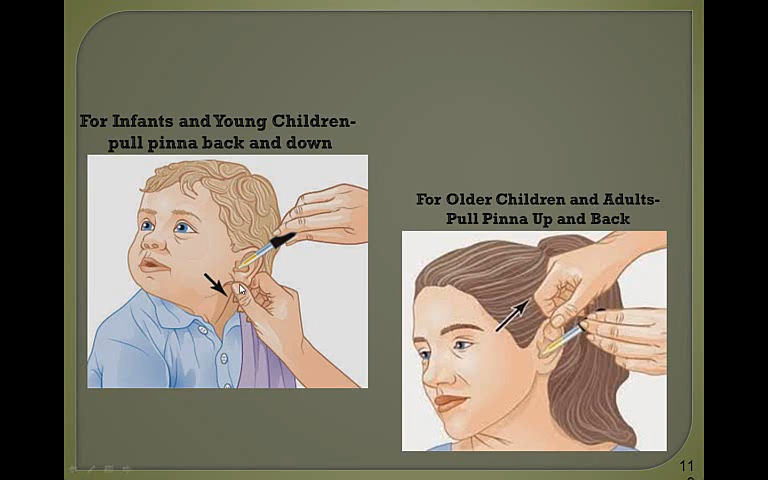 For Infants and Young Children-
pull pinna back and down
For Older Children and Adults-
Pull Pinna Up and Back
11